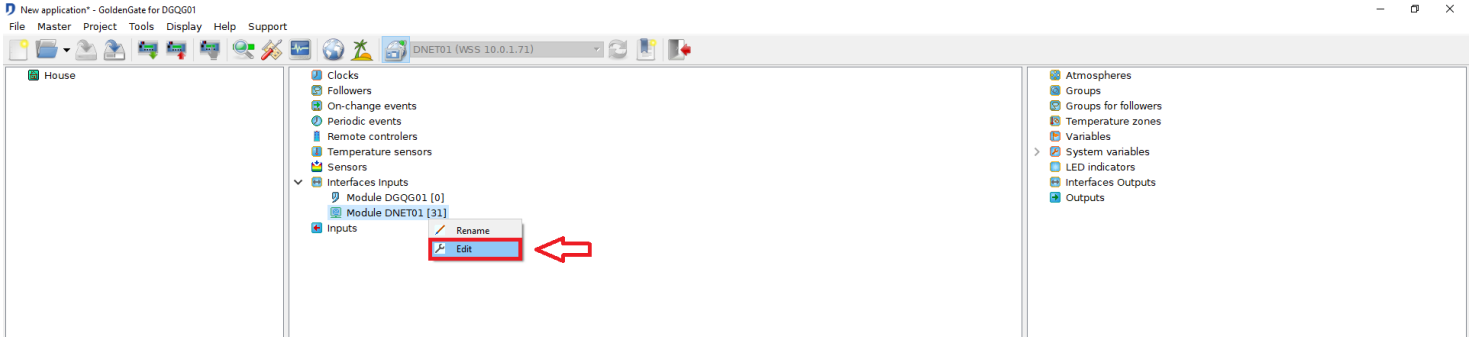 New application* - GoldenGate for DGQG01
File Master Project Tools Display Help Support
DNET01 (WSS 10.0.1.71)
House
Clocks
Followers
On-change events
Periodic events
Remote controlers
Temperature sensors
Sensors
Interfaces Inputs
Module DGQG01 [0]
Module DNET01 [31]
Inputs
Rename
Edit
Atmospheres
Groups
Groups for followers
Temperature zones
Variables
System variables
LED indicators
Interfaces Outputs
Outputs